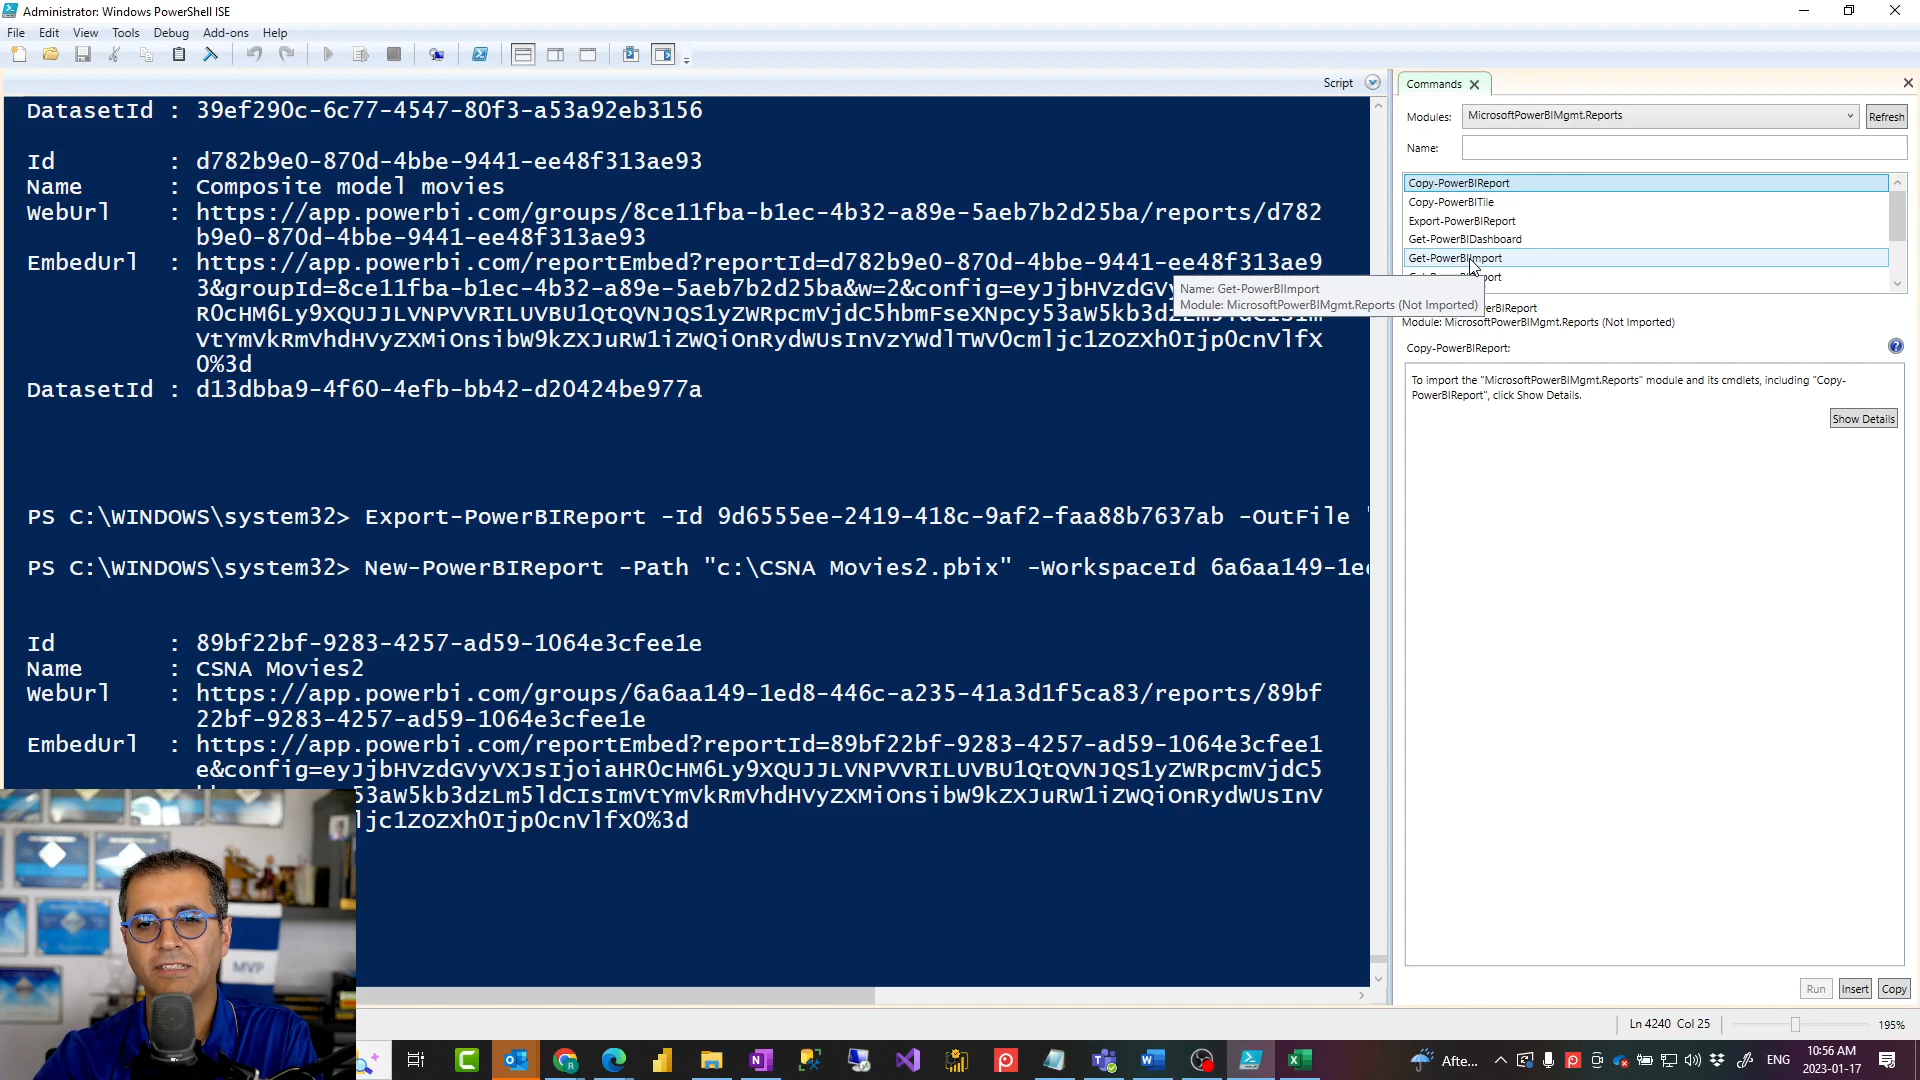 Administrator: Windows PowerShell ISE
File Edit View Tools Debug Add-ons Help
Script
DatasetId : 39ef290c-6c77-4547-80f3-a53a92eb3156
Id : d782b9e0-870d-4bbe-9441-ee48f313ae93
Name : Composite model movies
WebUrl : https://app.powerbi.com/groups/8ce11fba-b1ec-4b32-a89e-5aeb7b2d25ba/reports/d782
b9e0-870d-4bbe-9441-ee48f313ae93
EmbedUrl : https://app.powerbi.com/reportEmbed?reportId=d782b9e0-870d-4bbe-9441-ee48f313ae9
3&groupId=8ce11fba-b1ec-4b32-a89e-5aeb7b2d25ba&w=2&config=eyJjbHVzdGVy
R0cHM6Ly9XQUJJLVNPVVRILUVBU1QtQVNJQS1yZWRpcmVjdC5hbmFseXNpcy53aW5kb3dz
VtYmVkRmVhdHVyZXMiOnsibW9kZXJuRW1iZWQiOnRydWUsInVzYWdlTWV0cmljc1ZOZXh0Ijp0cnVlfX
0%3d
DatasetId : d13dbba9-4f60-4efb-bb42-d20424be977a
PS C:\WINDOWS\system32> Export-PowerBIReport -Id 9d6555ee-2419-418c-9af2-faa88b7637ab -OutFile
PS C:\WINDOWS\system32> New-PowerBIReport -Path "c:\CSNA Movies2.pbix" -WorkspaceId 6a6aa149-1ed
Id : 89bf22bf-9283-4257-ad59-1064e3cfee1e
Name : CSNA Movies2
WebUrl : https://app.powerbi.com/groups/6a6aa149-1ed8-446c-a235-41a3d1f5ca83/reports/89bf
22bf-9283-4257-ad59-1064e3cfee1e
EmbedUrl : https://app.powerbi.com/reportEmbed?reportId=89bf22bf-9283-4257-ad59-1064e3cfee1
e&config=eyJjbHVzdGVyVXJsIjoiaHR0cHM6Ly9XQUJJLVNPVVRILUVBU1QtQVNJQS1yZWRpcmVjdC5
53aW5kb3dzLm5ldCIsImVtYmVkRmVhdHVyZXMiOnsibW9kZXJuRW1iZWQiOnRydWUsInV
ljc1ZOZXh0Ijp0cnVlfX0%3d
MVP
Commands
Modules: MicrosoftPowerBIMgmt.Reports Refresh
Name:
Copy-PowerBIReport
Copy-PowerBITile
Export-PowerBIReport
Get-PowerBIDashboard
Get-PowerBIImport
Name: Get-PowerBIImport
Module: MicrosoftPowerBIMgmt.Reports (Not Imported)
erBIReport
Module: MicrosoftPowerBIMgmt.Reports (Not Imported)
Copy-PowerBIReport:
To import the "MicrosoftPowerBIMgmt.Reports" module and its cmdlets, including "Copy-
PowerBIReport", click Show Details.
Show Details
Run Insert Copy
Ln 4240 Col 25 195%
Afte... ENG 10:56 AM
2023-01-17